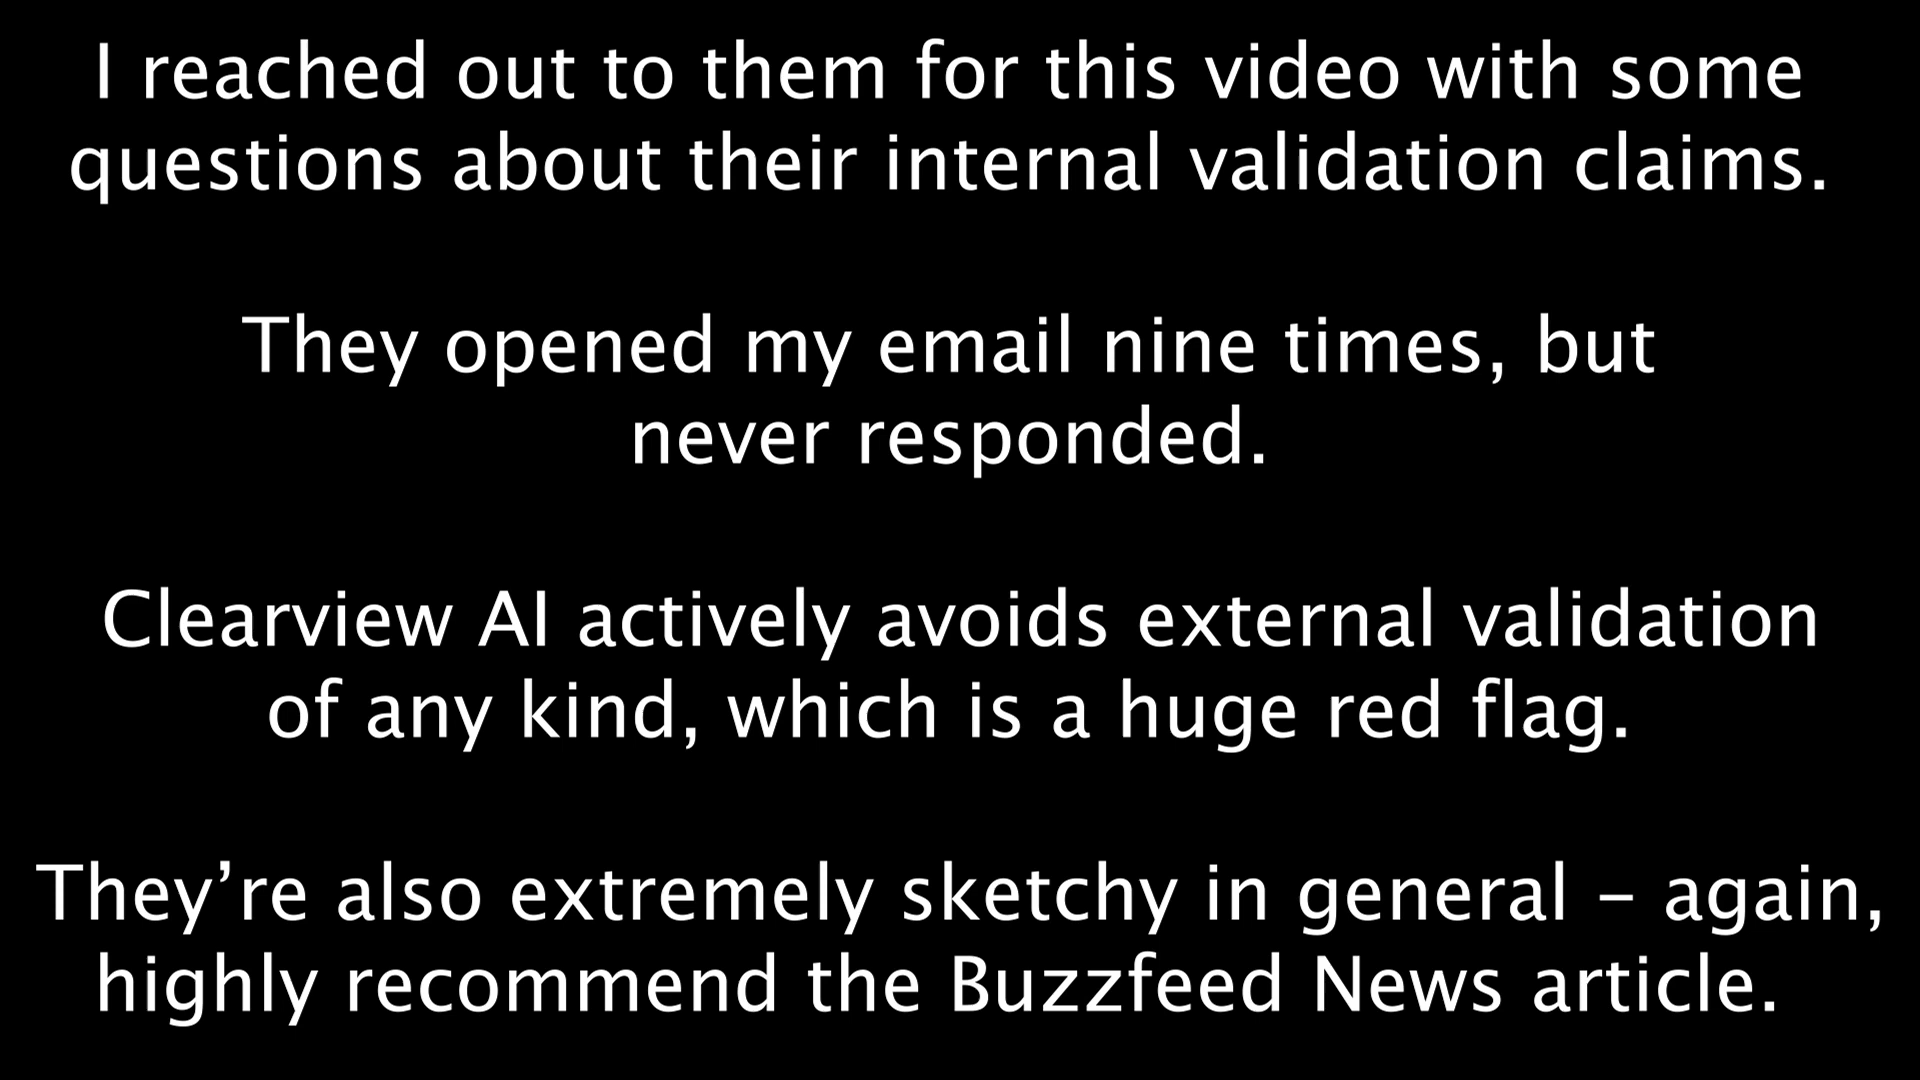 I reached out to them for this video with some
questions about their internal validation claims.
They opened my email nine times, but
never responded.
Clearview AI actively avoids external validation
of any kind, which is a huge red flag.
They’re also extremely sketchy in general – again,
highly recommend the Buzzfeed News article.